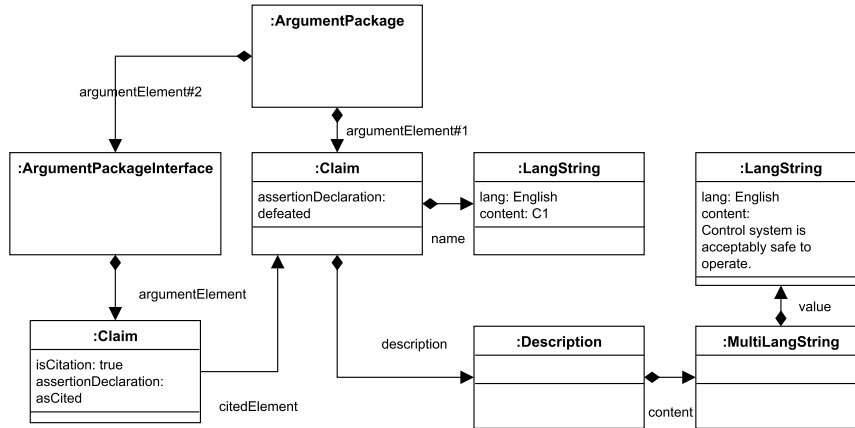 :ArgumentPackage
argumentElement#2
argumentElement#1
:ArgumentPackageInterface
:Claim
assertionDeclaration:
defeated
:LangString
lang: English
content: C1
:LangString
lang: English
content:
Control system is
acceptably safe to
operate.
name
argumentElement
value
:Claim
isCitation: true
assertionDeclaration:
asCited
citedElement
description
:Description
:MultiLangString
content